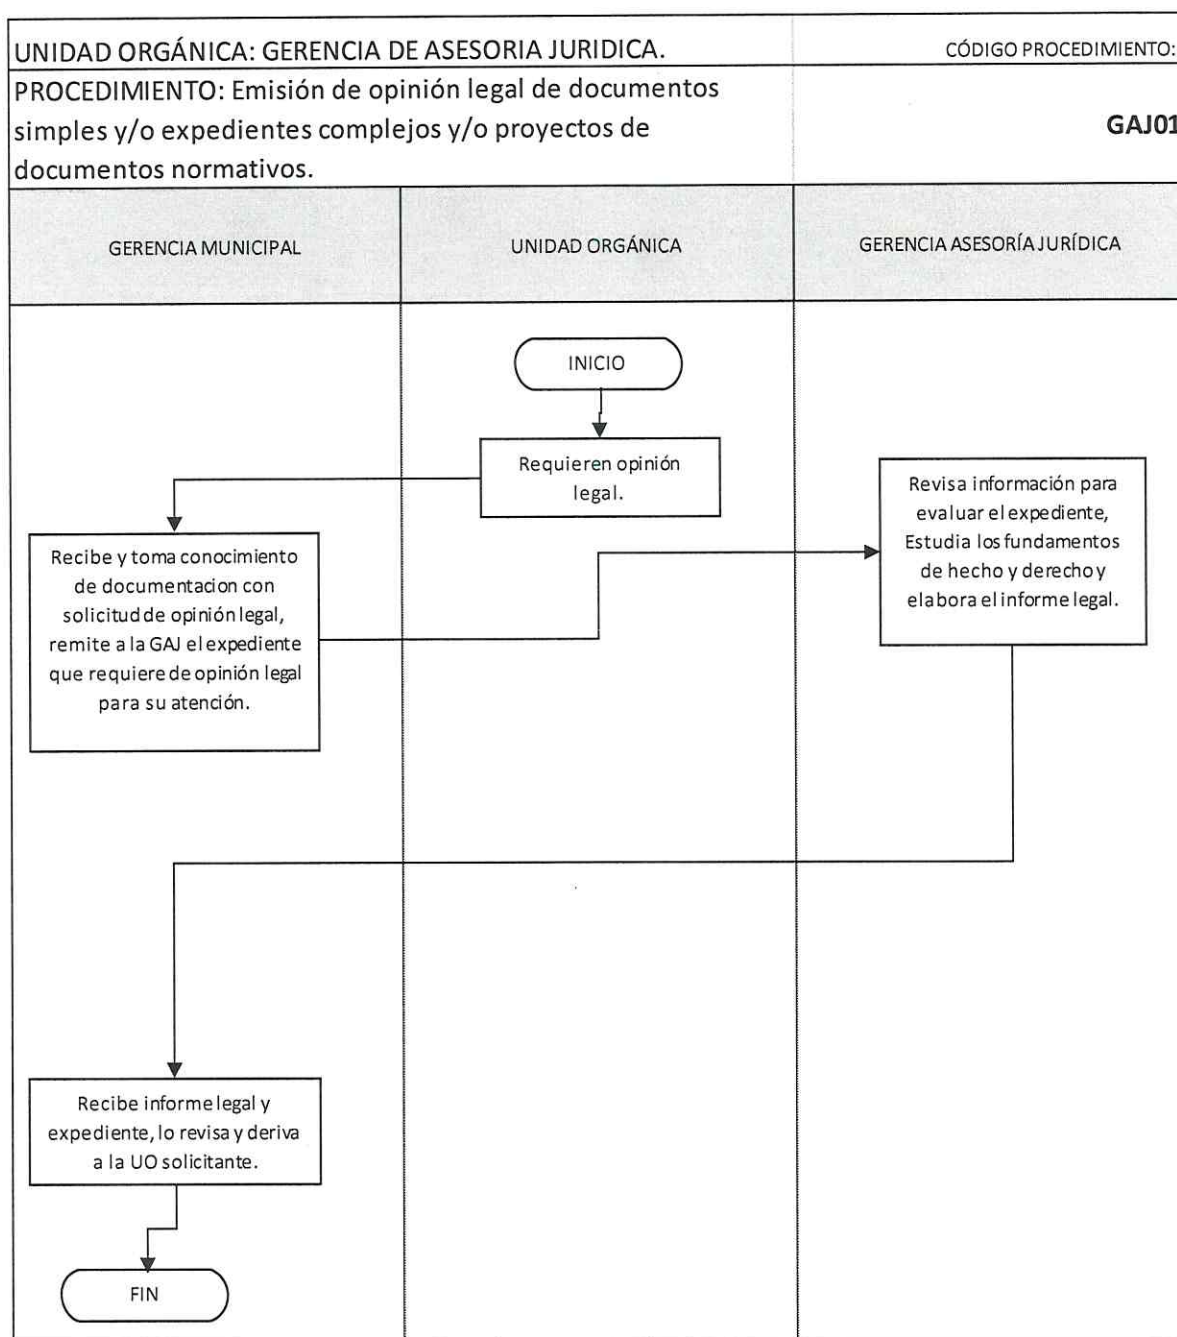 UNIDAD ORGÁNICA: GERENCIA DE ASESORIA JURIDICA.
CÓDIGO PROCEDIMIENTO:
PROCEDIMIENTO: Emisión de opinión legal de documentos
simples y/o expedientes complejos y/o proyectos de
documentos normativos.
GAJ01
GERENCIA MUNICIPAL
UNIDAD ORGÁNICA
GERENCIA ASESORÍA JURÍDICA
INICIO
Requieren opinión
legal.
Recibe y toma conocimiento
de documentacion con
solicitud de opinión legal,
remite a la GAJ el expediente
que requiere de opinión legal
para su atención.
Revisa información para
evaluar el expediente,
Estudia los fundamentos
de hecho y derecho y
elabora el informe legal.
Recibe informe legal y
expediente, lo revisa y deriva
a la UO solicitante.
FIN